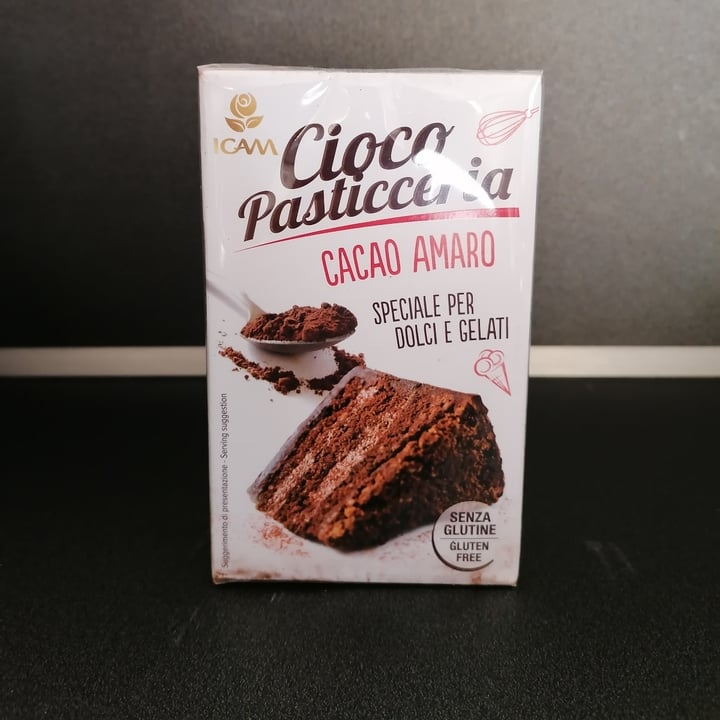 ICAM
Cioco
Pasticceria
CACAO AMARO
SPECIALE PER
DOLCI E GELATI
Suggerimento di presentazione - Serving suggestion
SENZA
GLUTINE
GLUTEN
FREE